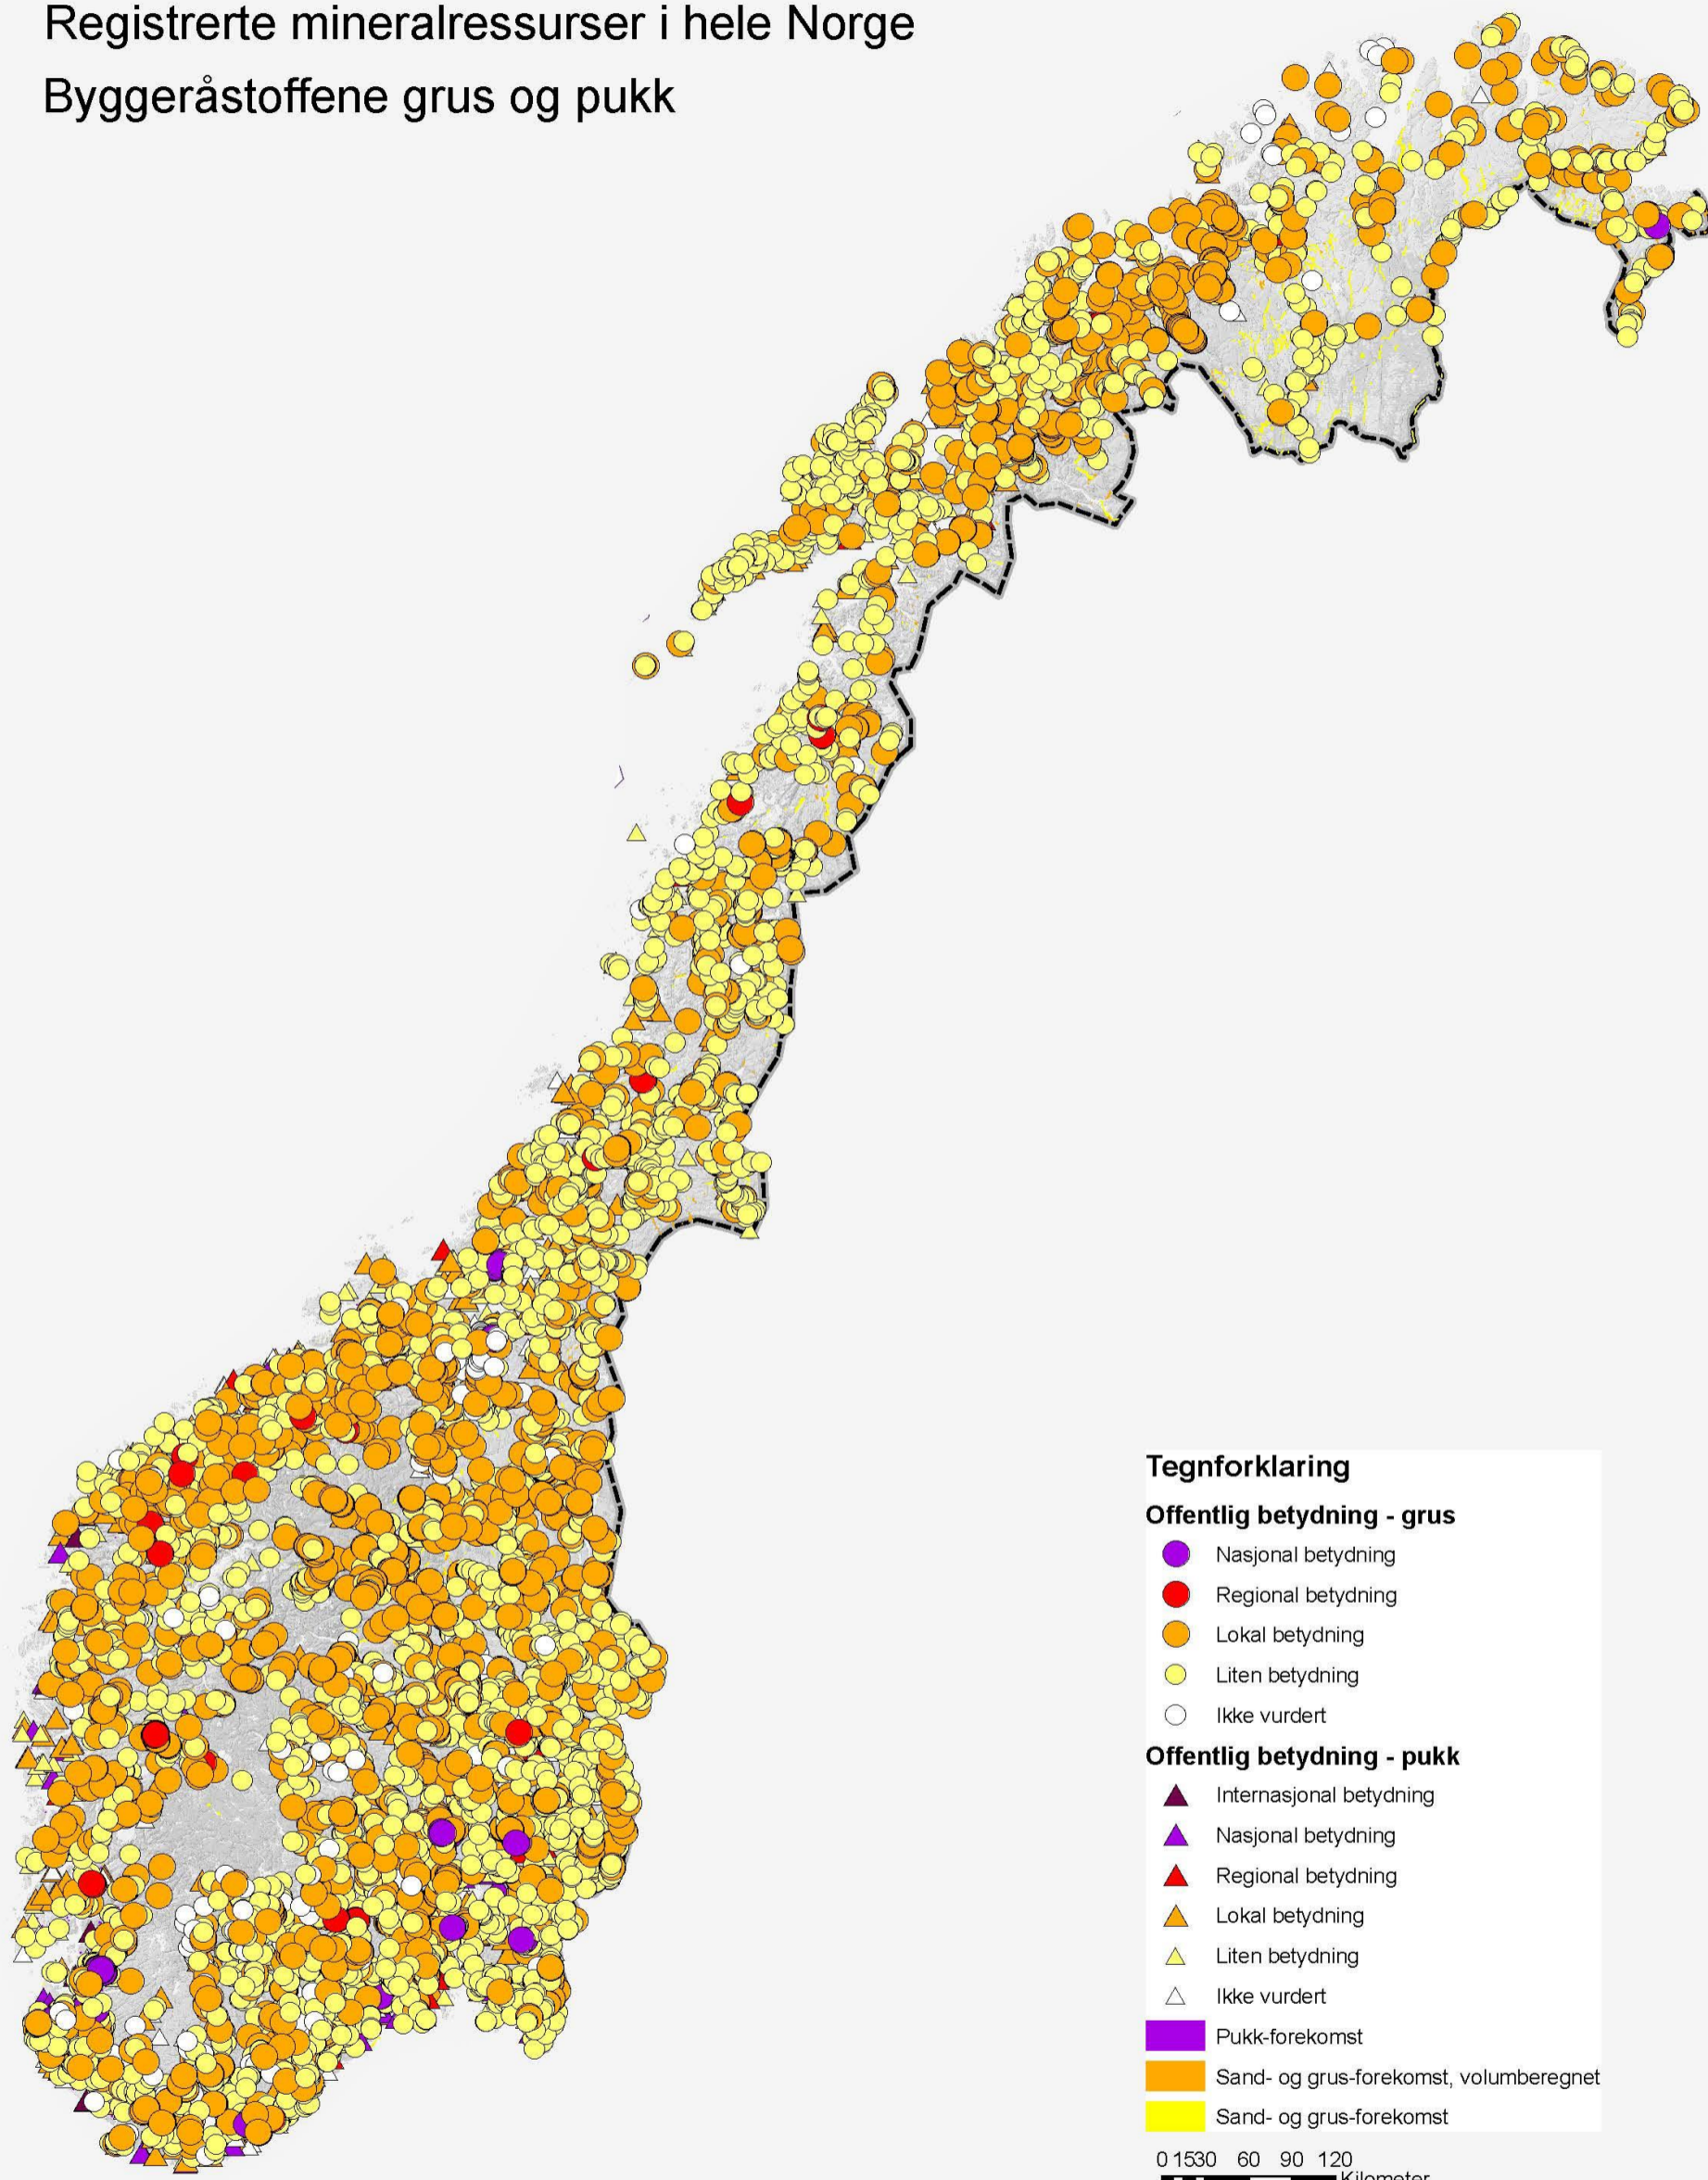 Registrerte mineralressurser i hele Norge
Byggeråstoffene grus og pukk
Tegnforklaring
Offentlig betydning - grus
Nasjonal betydning
Regional betydning
Lokal betydning
Liten betydning
Ikke vurdert
Offentlig betydning - pukk
Internasjonal betydning
Nasjonal betydning
Regional betydning
Lokal betydning
Liten betydning
Ikke vurdert
Pukk-forekomst
Sand- og grus-forekomst, volumberegnet
Sand- og grus-forekomst
0 1530 60 90 120
Kilometer